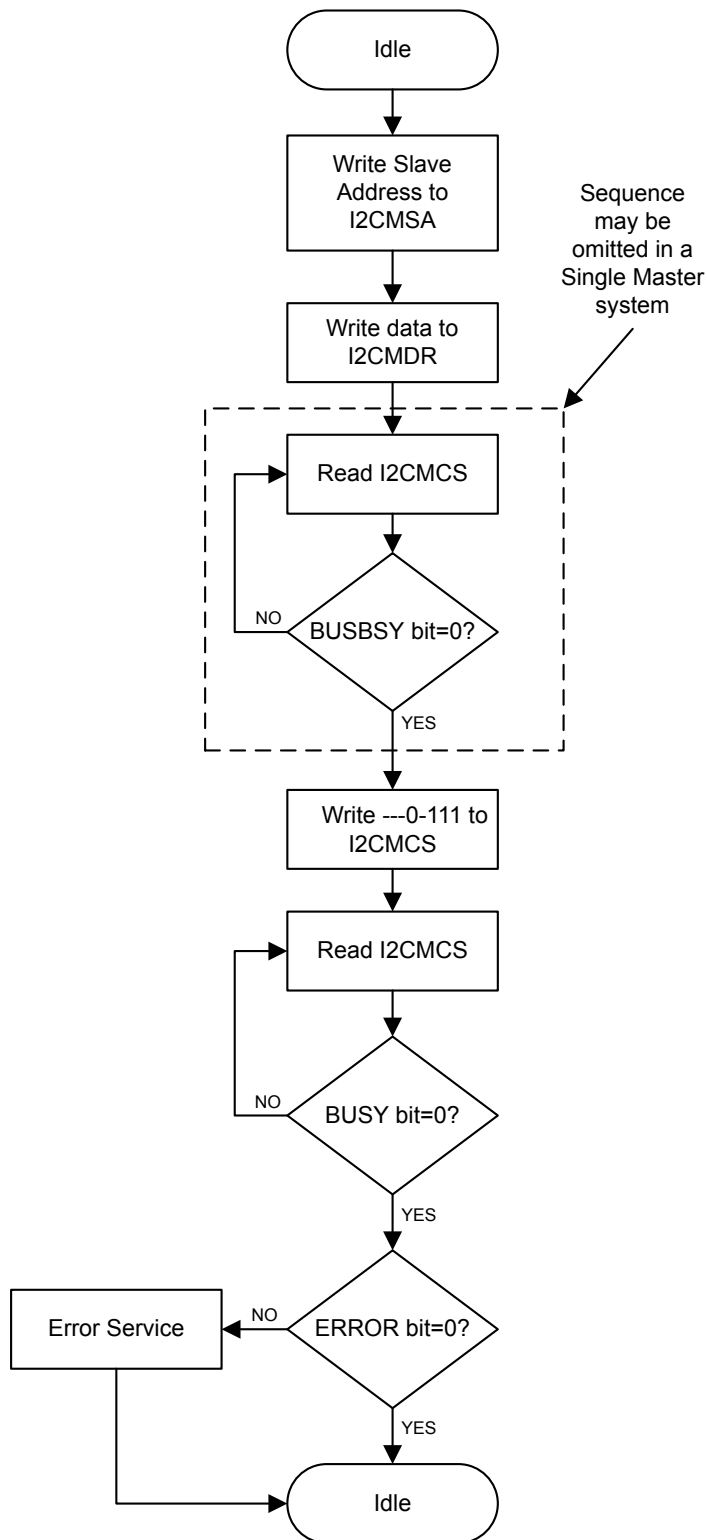 Idle
Write Slave
Address to
I2CMSA
Sequence
may be
omitted in a
Single Master
system
Write data to
I2CMDR
Read I2CMCS
NO
BUSBSY bit=0?
YES
Write ---0-111 to
I2CMCS
Read I2CMCS
NO
BUSY bit=0?
YES
Error Service
NO
ERROR bit=0?
YES
Idle